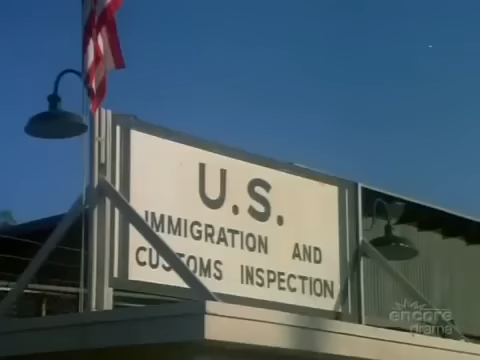 U.S.
IMMIGRATION AND
CUSTOMS INSPECTION
encore
drama